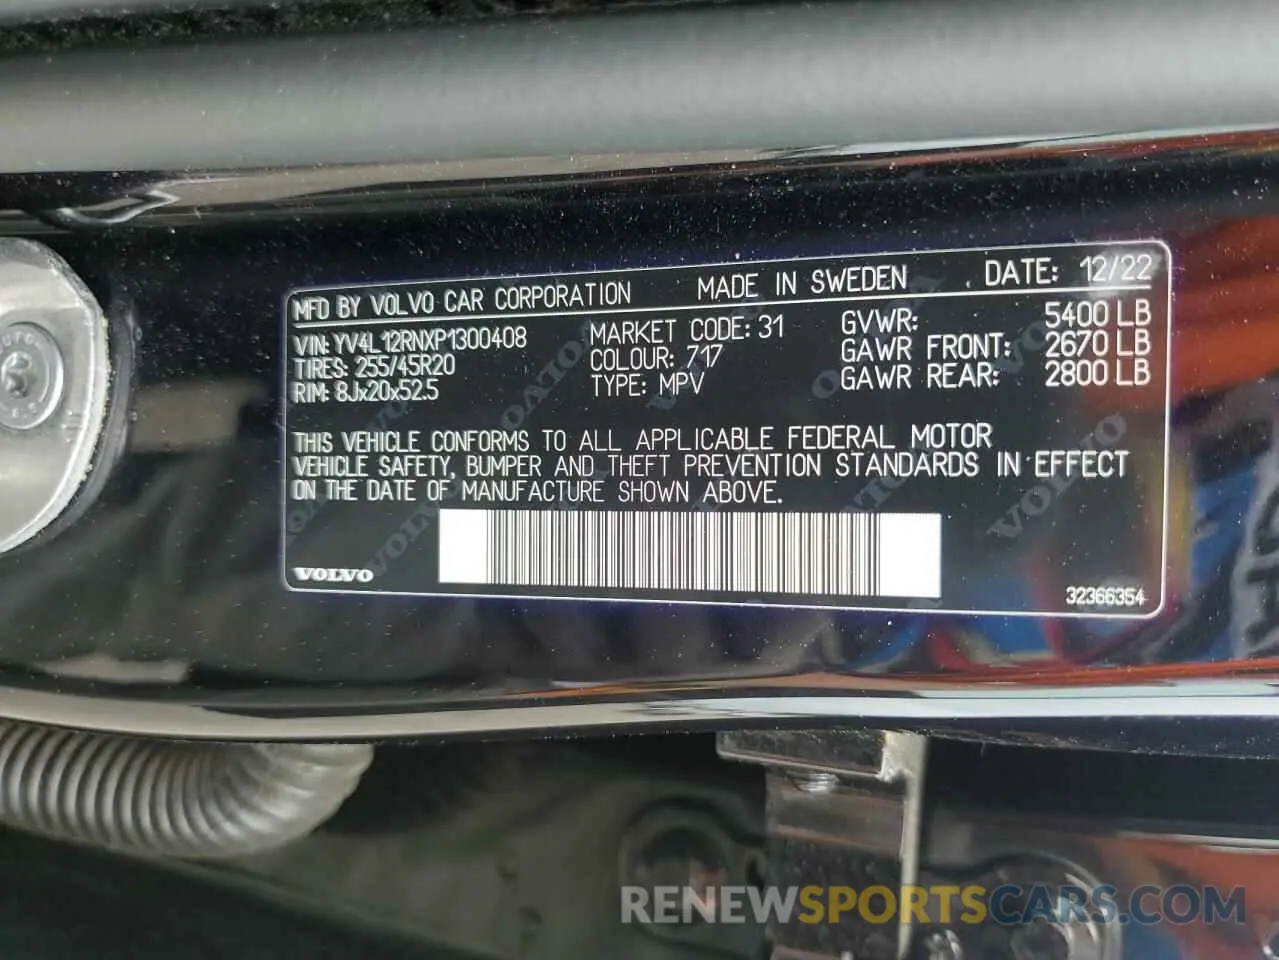 MFD BY VOLVO CAR CORPORATION MADE IN SWEDEN DATE: 12/22
VIN: YV4L12RNXP1300408 MARKET CODE: 31 GVWR: 5400 LB
TIRES: 255/45R20 COLOUR: 717 GAWR FRONT: 2670 LB
RIM: 8Jx20x52.5 TYPE: MPV GAWR REAR: 2800 LB
THIS VEHICLE CONFORMS TO ALL APPLICABLE FEDERAL MOTOR
VEHICLE SAFETY, BUMPER AND THEFT PREVENTION STANDARDS IN EFFECT
ON THE DATE OF MANUFACTURE SHOWN ABOVE.
VOLVO
32366354
RENEWSPORTSCARS.COM